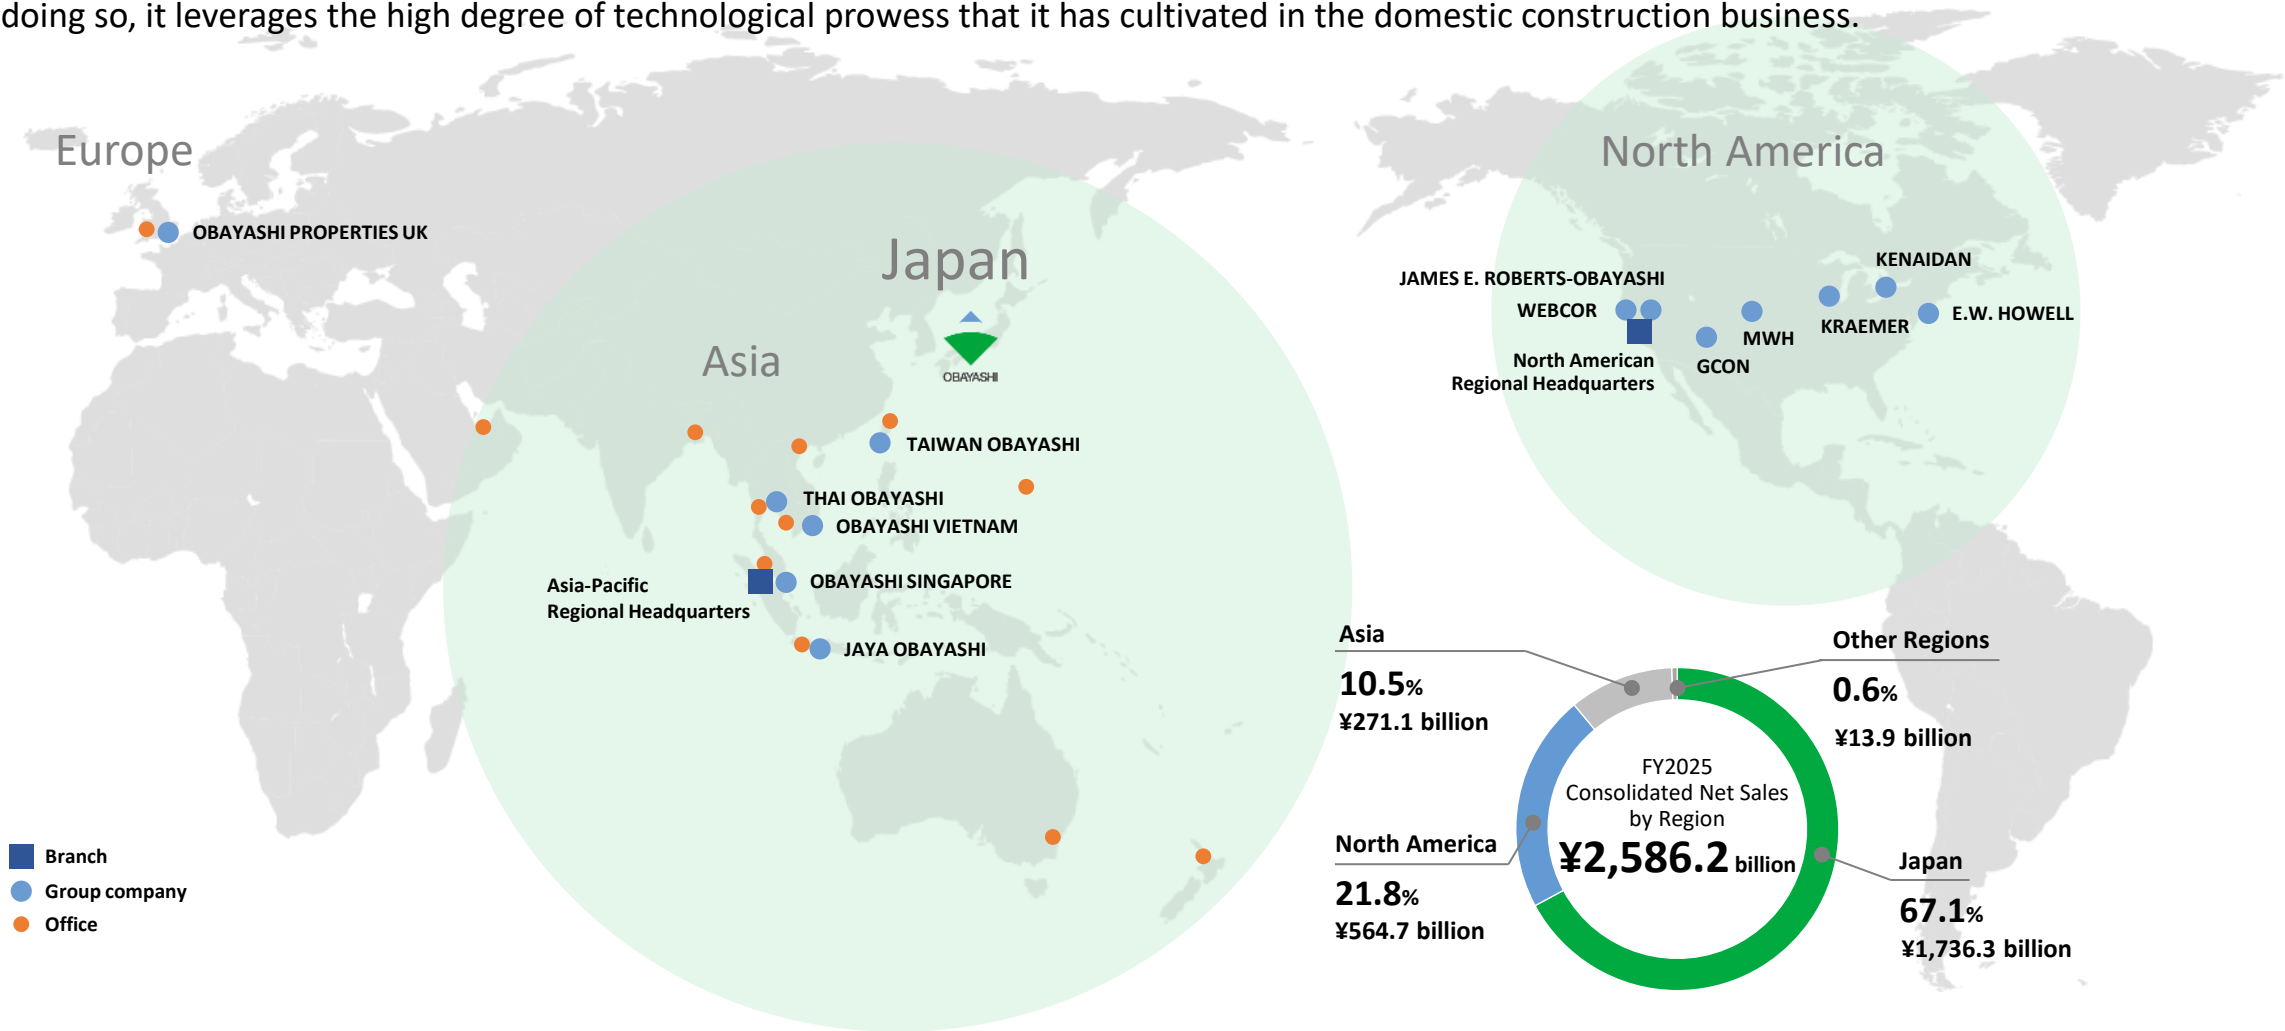 doing so, it leverages the high degree of technological prowess that it has cultivated in the domestic construction business.
Europe
North America
OBAYASHI PROPERTIES UK
Japan
Asia
OBAYASHI
JAMES E. ROBERTS-OBAYASHI
WEBCOR
North American
Regional Headquarters
KENAIDAN
E.W. HOWELL
KRAEMER
MWH
GCON
TAIWAN OBAYASHI
THAI OBAYASHI
OBAYASHI VIETNAM
Asia-Pacific
Regional Headquarters
OBAYASHI SINGAPORE
JAYA OBAYASHI
Branch
Group company
Office
Asia
10.5%
¥271.1 billion
Other Regions
0.6%
¥13.9 billion
FY2025
Consolidated Net Sales
by Region
¥2,586.2 billion
North America
21.8%
¥564.7 billion
Japan
67.1%
¥1,736.3 billion